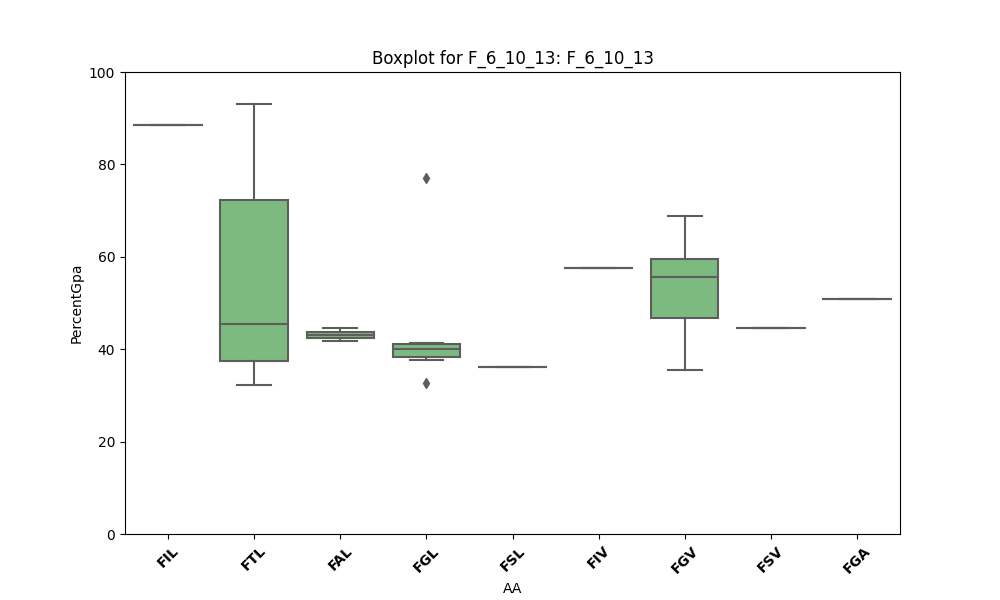 Boxplot for F_6_10_13: F_6_10_13
100
80
60
40
20
0
PercentGpa
FIL FTL FAL FGL FSL FIV FGV FSV FGA
AA